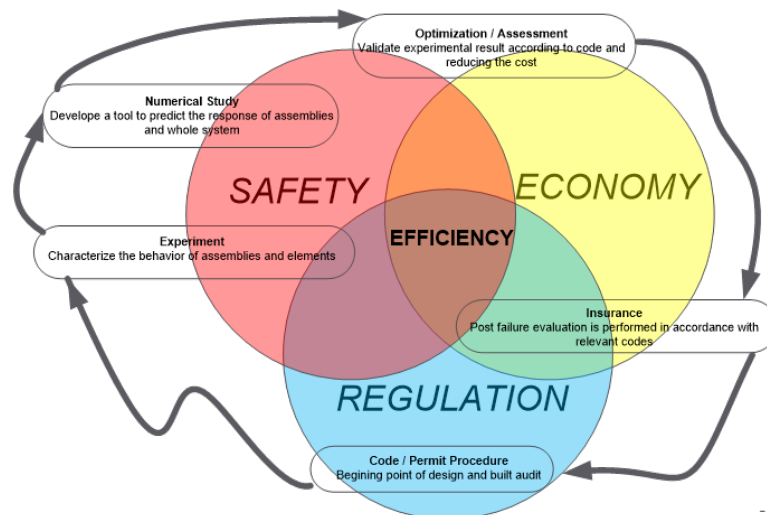 Optimization / Assessment
Validate experimental result according to code and
reducing the cost
Numerical Study
Develope a tool to predict the response of assemblies
and whole system
SAFETY
ECONOMY
EFFICIENCY
Experiment
Characterize the behavior of assemblies and elements
Insurance
Post failure evaluation is performed in accordance with
relevant codes
REGULATION
Code / Permit Procedure
Begining point of design and built audit